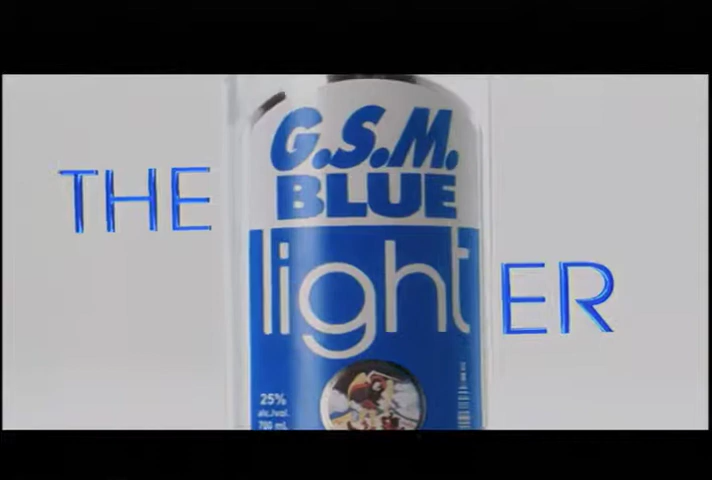 G.S.M.
BLUE
THE
light
ER
25%
alc./vol.
700 mL